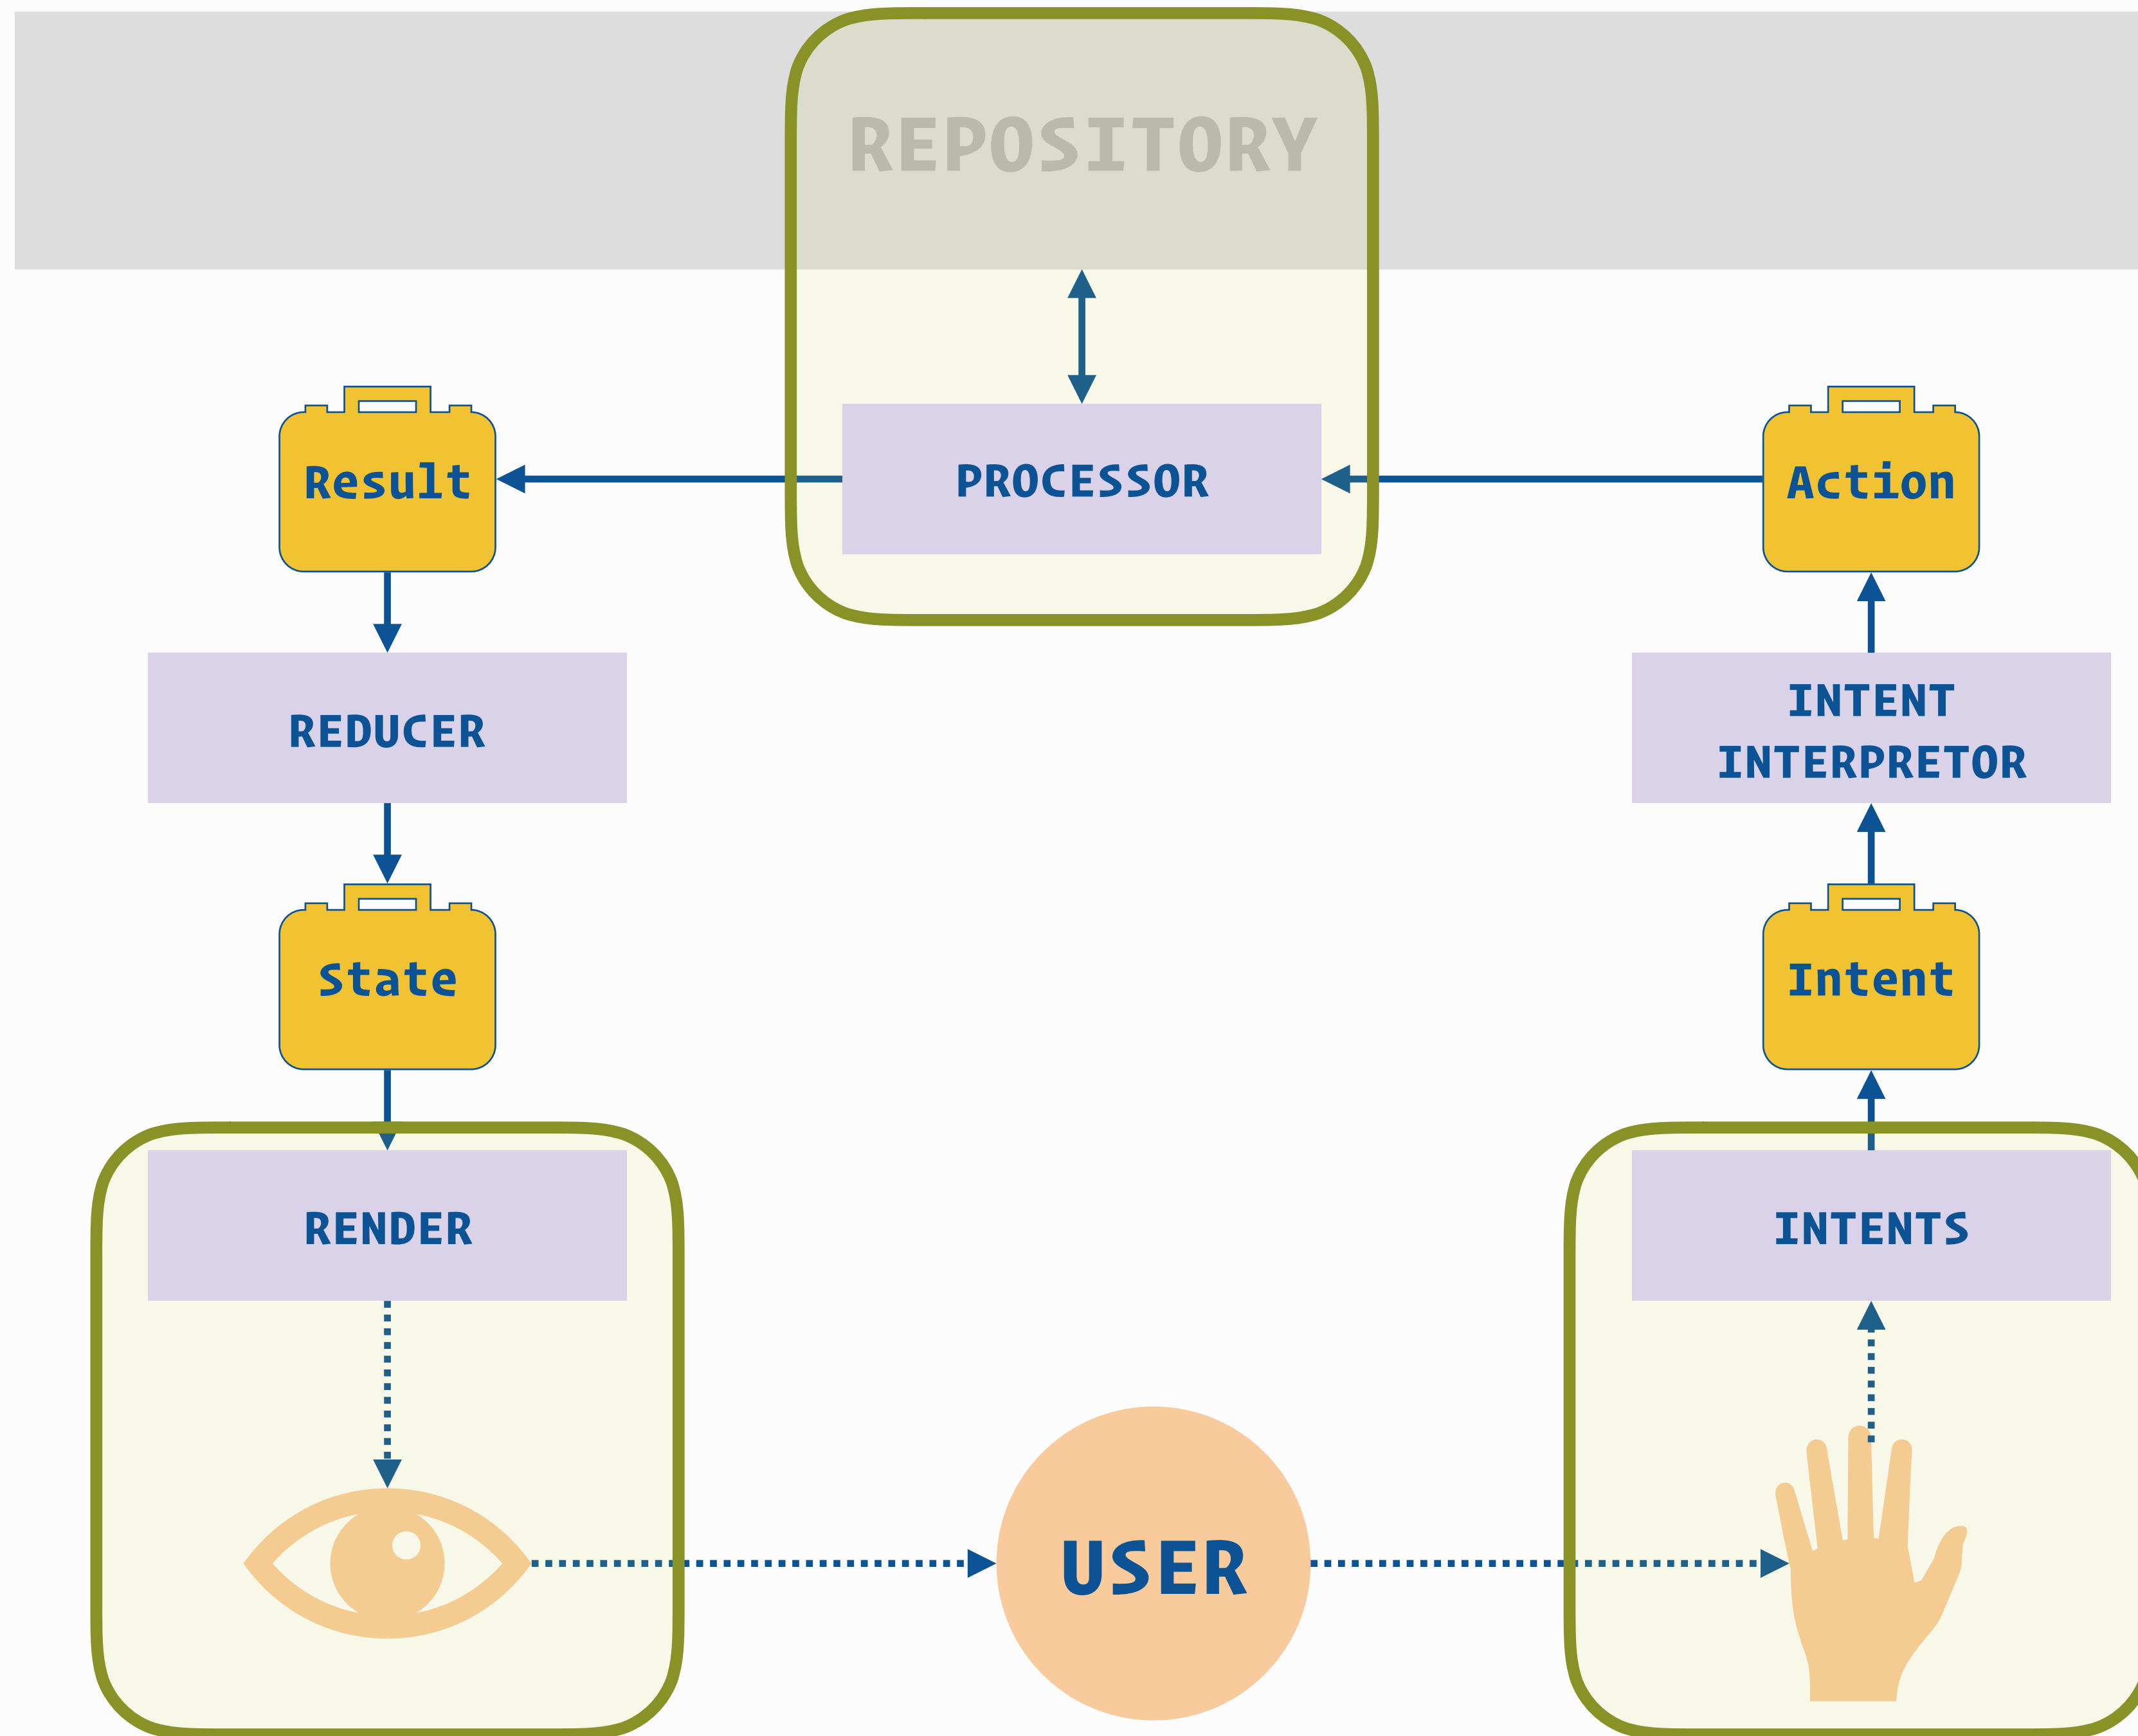 REPOSITORY
Result
PROCESSOR
Action
REDUCER
INTENT
INTERPRETOR
State
Intent
RENDER
INTENTS
USER